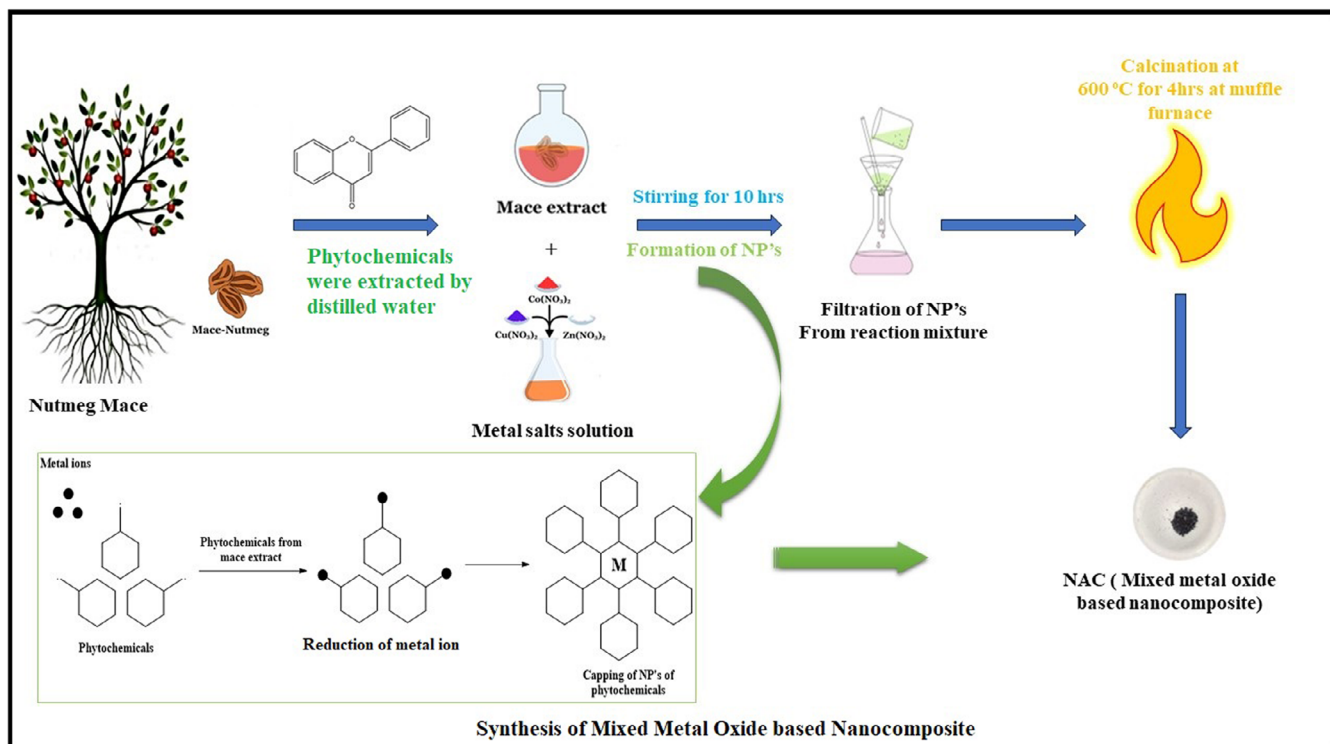 Calcination at
600 °C for 4hrs at muffle
furnace
O
O
Mace extract
+
Stirring for 10 hrs
Formation of NP's
Phytochemicals
were extracted by
distilled water
Mace-Nutmeg
Nutmeg Mace
Co(NO₃)₂
Cu(NO₃)₂
Zn(NO₃)₂
Metal salts solution
Filtration of NP's
From reaction mixture
Metal ions
Phytochemicals
Phytochemicals from
mace extract
Reduction of metal ion
M
Capping of NP's of
phytochemicals
NAC ( Mixed metal oxide
based nanocomposite)
Synthesis of Mixed Metal Oxide based Nanocomposite